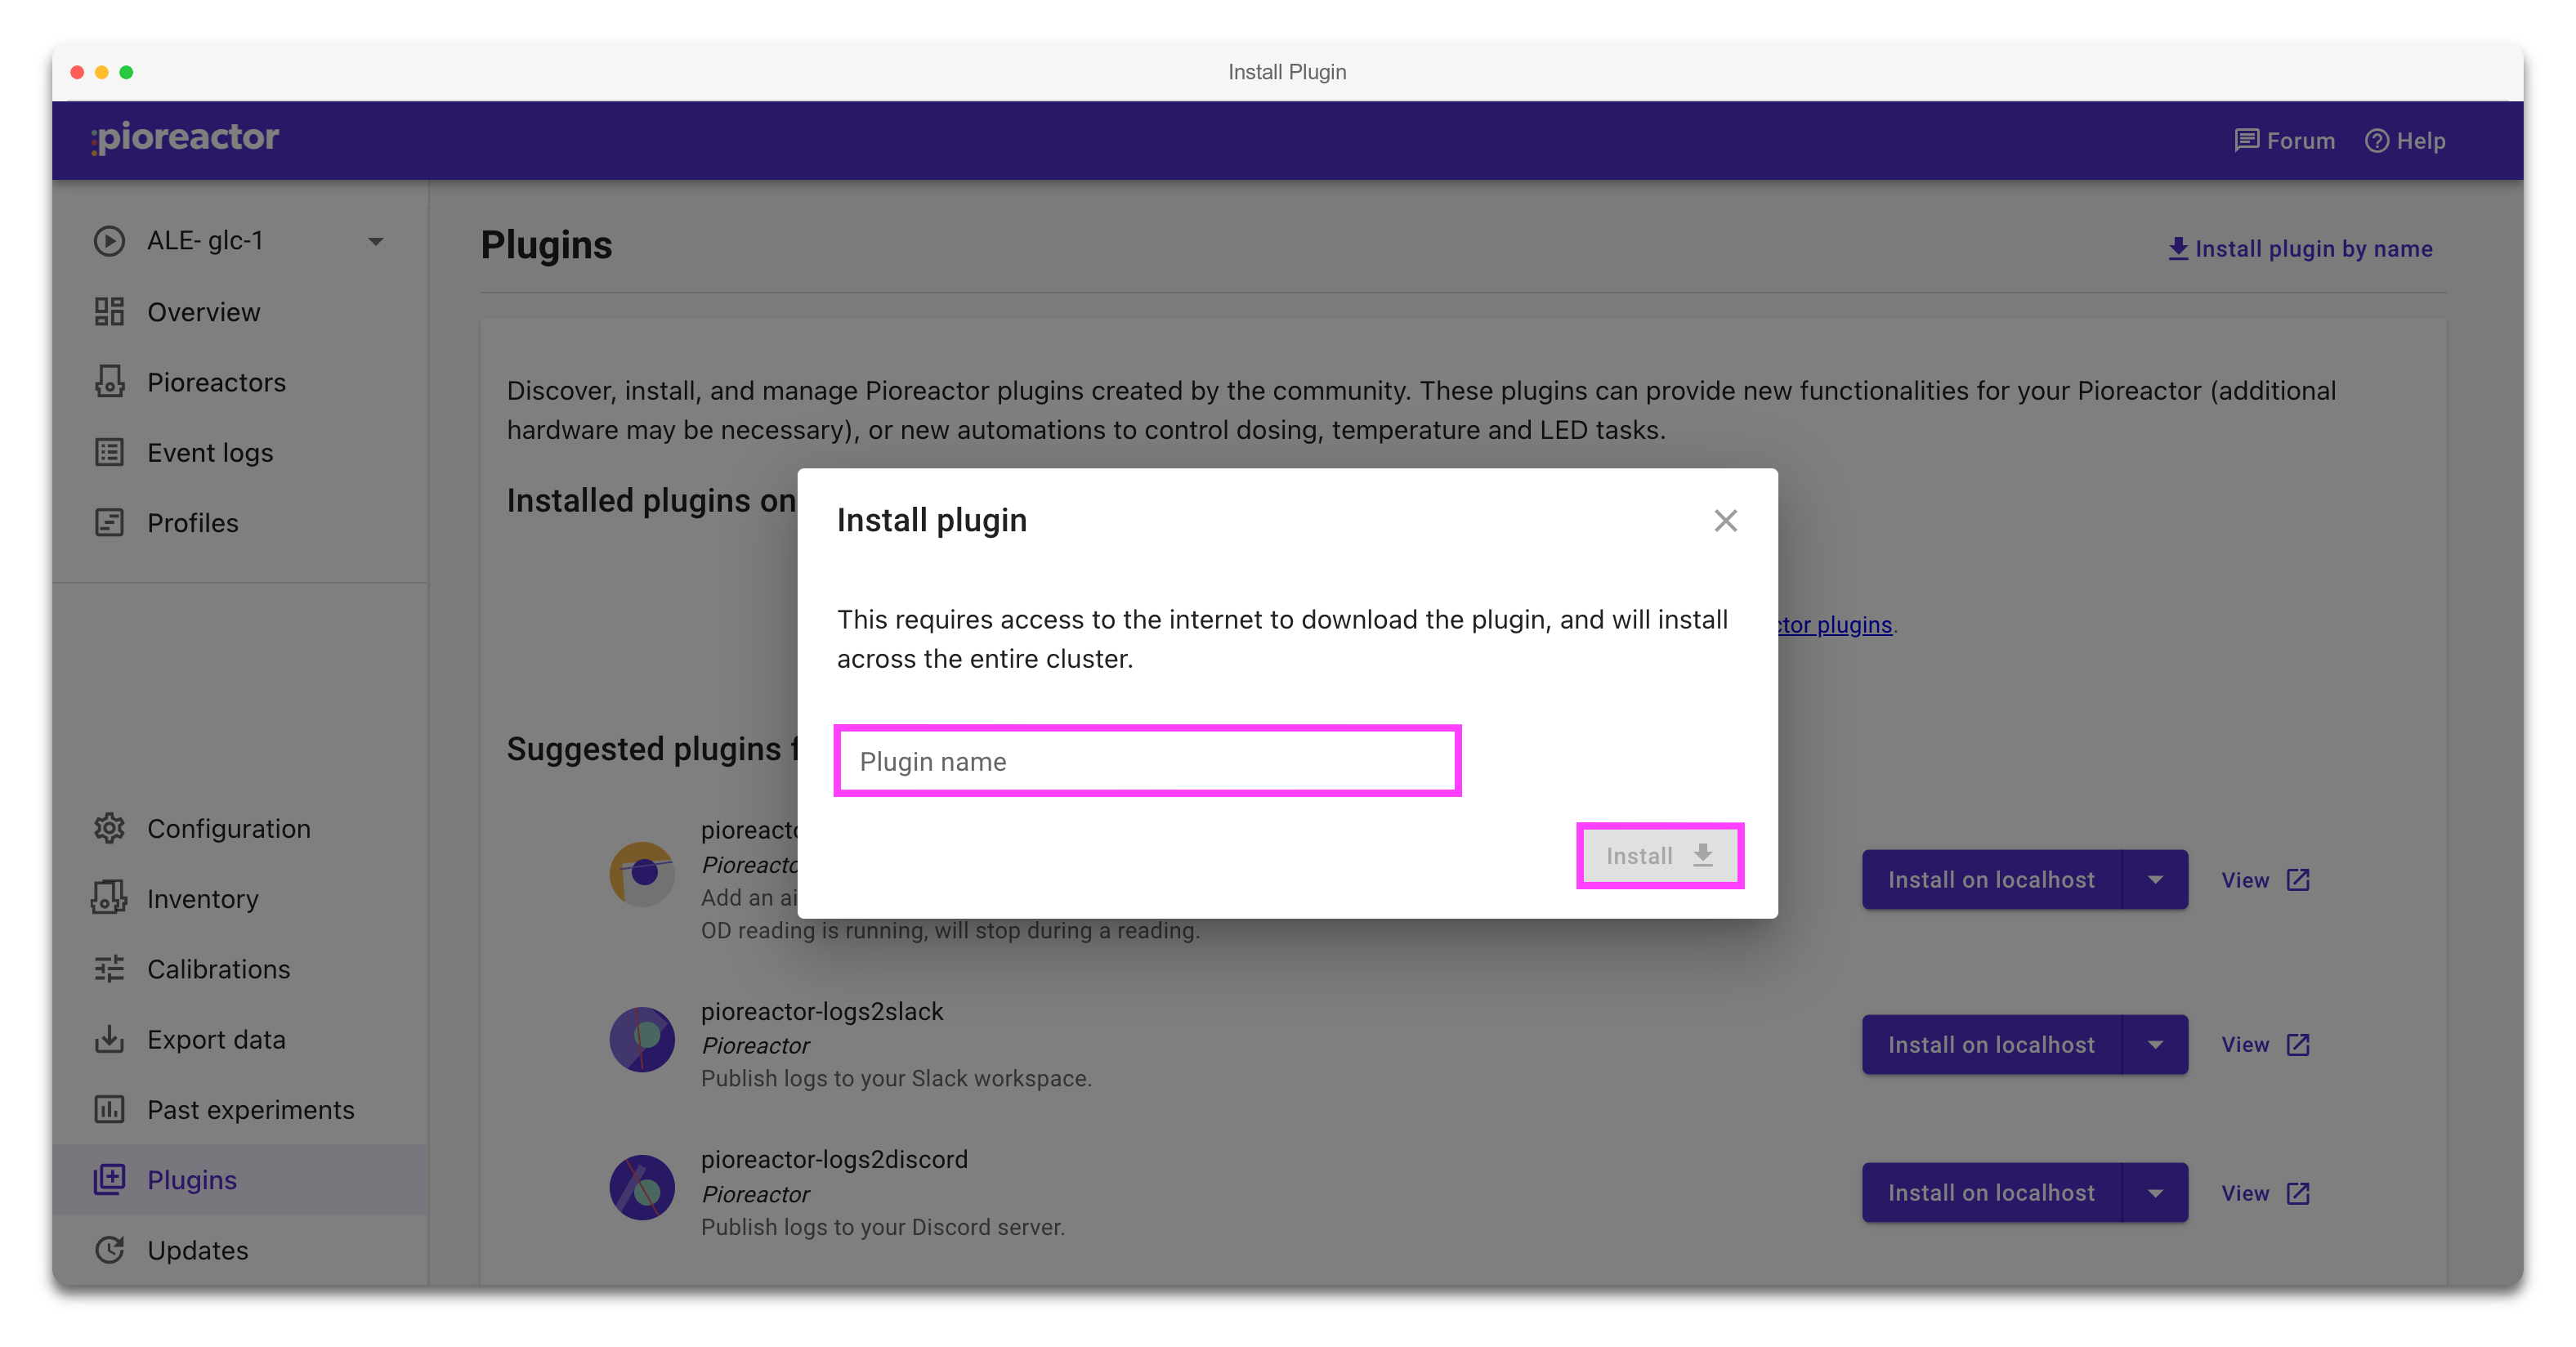 Install Plugin
pioreactor
Forum
Help
ALE- glc-1
Overview
Pioreactors
Event logs
Profiles
Configuration
Inventory
Calibrations
Export data
Past experiments
Plugins
Updates
Plugins
Install plugin by name
Discover, install, and manage Pioreactor plugins created by the community. These plugins can provide new functionalities for your Pioreactor (additional
hardware may be necessary), or new automations to control dosing, temperature and LED tasks.
Installed plugins on
plugins.
Suggested plugins
Install plugin
This requires access to the internet to download the plugin, and will install
across the entire cluster.
Plugin name
Install
Add an
OD reading is running, will stop during a reading.
Install on localhost
View
pioreactor-logs2slack
Pioreactor
Publish logs to your Slack workspace.
Install on localhost
View
pioreactor-logs2discord
Pioreactor
Publish logs to your Discord server.
Install on localhost
View